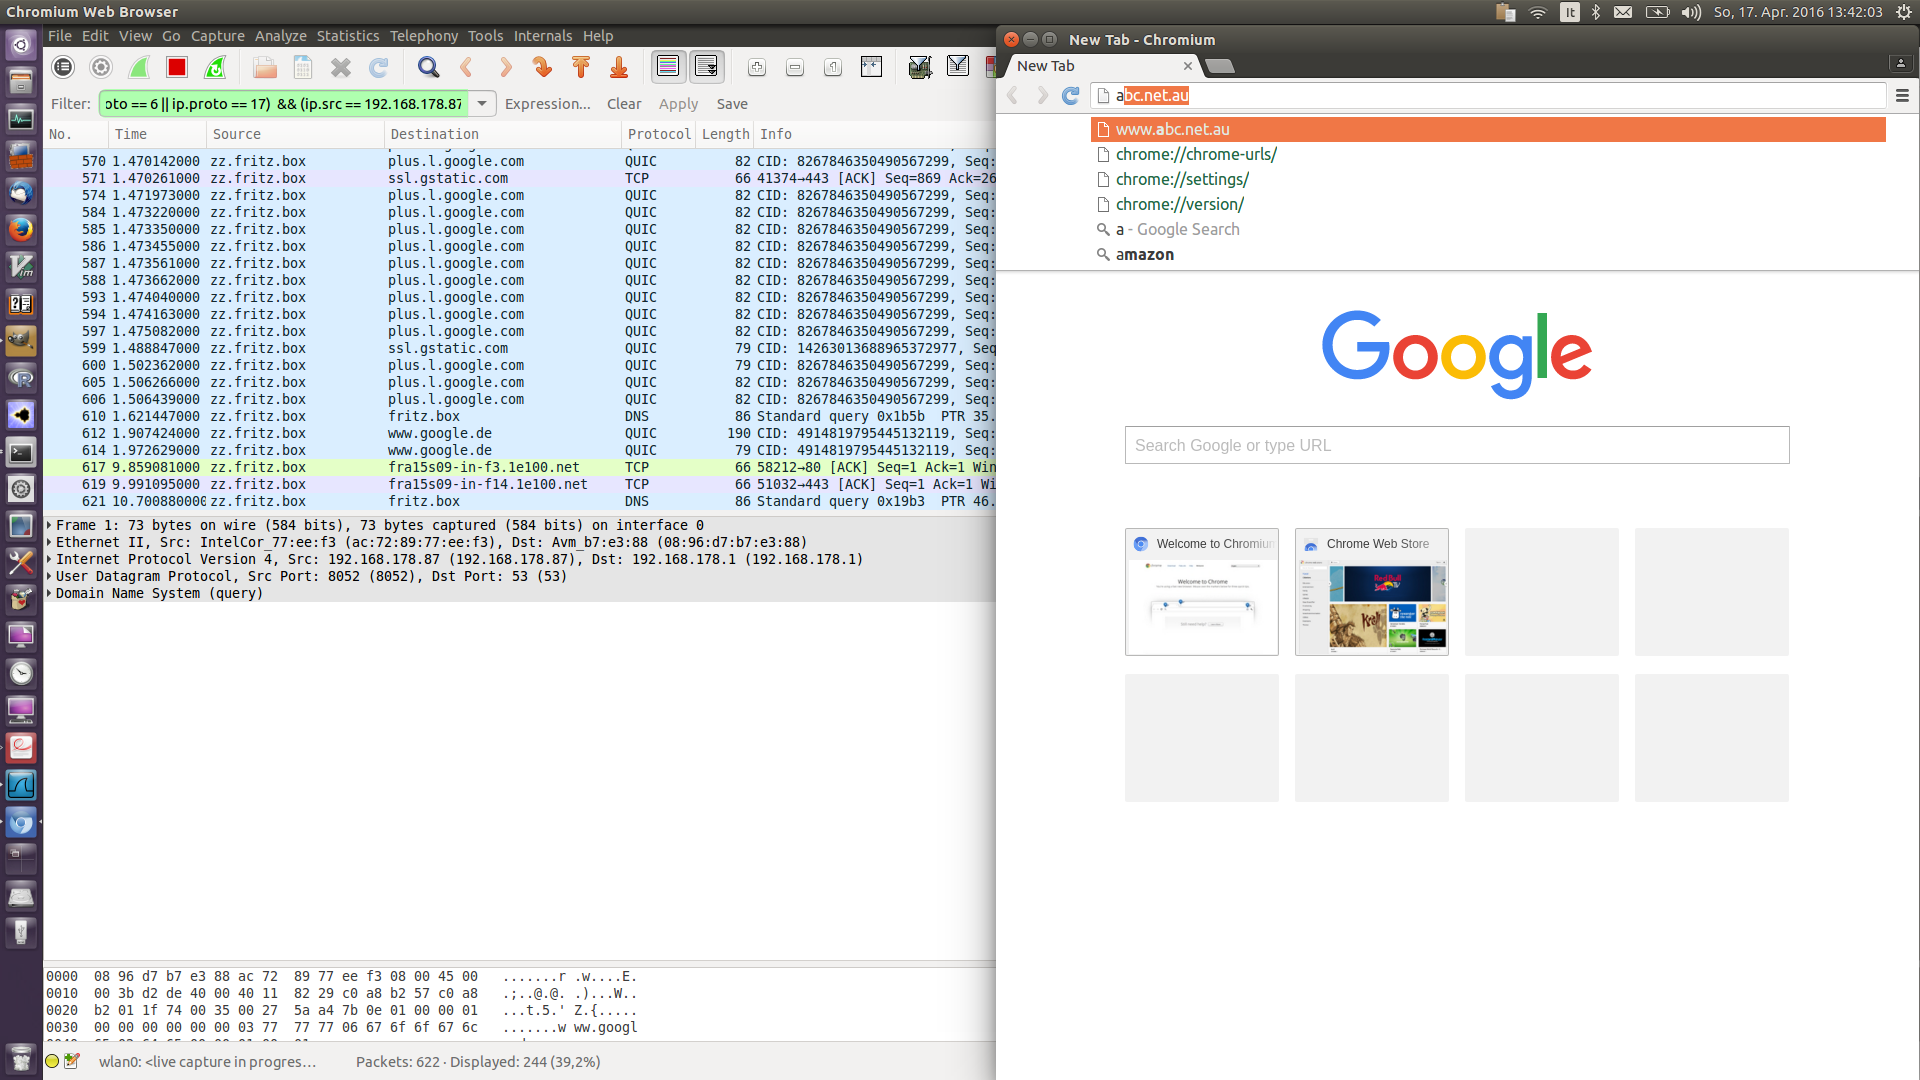 Chromium Web Browser
It
So, 17. Apr. 2016 13:42:03
File Edit View Go Capture Analyze Statistics Telephony Tools Internals Help
Filter: oto == 6 || ip.proto == 17) && (ip.src == 192.168.178.87 Expression... Clear Apply Save
No. Time Source Destination Protocol Length Info
570 1.470142000 zz.fritz.box plus.l.google.com QUIC 82 CID: 8267846350490567299, Seq:
571 1.470261000 zz.fritz.box ssl.gstatic.com TCP 66 41374→443 [ACK] Seq=869 Ack=26
574 1.471973000 zz.fritz.box plus.l.google.com QUIC 82 CID: 8267846350490567299, Seq:
584 1.473220000 zz.fritz.box plus.l.google.com QUIC 82 CID: 8267846350490567299, Seq:
585 1.473350000 zz.fritz.box plus.l.google.com QUIC 82 CID: 8267846350490567299, Seq:
586 1.473455000 zz.fritz.box plus.l.google.com QUIC 82 CID: 8267846350490567299, Seq:
587 1.473561000 zz.fritz.box plus.l.google.com QUIC 82 CID: 8267846350490567299, Seq:
588 1.473662000 zz.fritz.box plus.l.google.com QUIC 82 CID: 8267846350490567299, Seq:
593 1.474040000 zz.fritz.box plus.l.google.com QUIC 82 CID: 8267846350490567299, Seq:
594 1.474163000 zz.fritz.box plus.l.google.com QUIC 82 CID: 8267846350490567299, Seq:
597 1.475082000 zz.fritz.box plus.l.google.com QUIC 82 CID: 8267846350490567299, Seq:
599 1.488847000 zz.fritz.box ssl.gstatic.com QUIC 79 CID: 14263013688965372977, Seq
600 1.502362000 zz.fritz.box plus.l.google.com QUIC 79 CID: 8267846350490567299, Seq:
605 1.506266000 zz.fritz.box plus.l.google.com QUIC 82 CID: 8267846350490567299, Seq:
606 1.506439000 zz.fritz.box plus.l.google.com QUIC 82 CID: 8267846350490567299, Seq:
610 1.621447000 zz.fritz.box fritz.box DNS 86 Standard query 0x1b5b PTR 35.
612 1.907424000 zz.fritz.box www.google.de QUIC 190 CID: 4914819795445132119, Seq:
614 1.972629000 zz.fritz.box www.google.de QUIC 79 CID: 4914819795445132119, Seq:
617 9.859081000 zz.fritz.box fra15s09-in-f3.1e100.net TCP 66 58212→80 [ACK] Seq=1 Ack=1 Win
619 9.991095000 zz.fritz.box fra15s09-in-f14.1e100.net TCP 66 51032→443 [ACK] Seq=1 Ack=1 Wi
621 10.700880000 zz.fritz.box fritz.box DNS 86 Standard query 0x19b3 PTR 46.
Frame 1: 73 bytes on wire (584 bits), 73 bytes captured (584 bits) on interface 0
Ethernet II, Src: IntelCor_77:ee:f3 (ac:72:89:77:ee:f3), Dst: Avm_b7:e3:88 (08:96:d7:b7:e3:88)
Internet Protocol Version 4, Src: 192.168.178.87 (192.168.178.87), Dst: 192.168.178.1 (192.168.178.1)
User Datagram Protocol, Src Port: 8052 (8052), Dst Port: 53 (53)
Domain Name System (query)
0000 08 96 d7 b7 e3 88 ac 72 89 77 ee f3 08 00 45 00 .......r .w....E.
0010 00 3b d2 de 40 00 40 11 82 29 c0 a8 b2 57 c0 a8 .;..@.@. .)...W..
0020 b2 01 1f 74 00 35 00 27 5a a4 7b 0e 01 00 00 01 ...t.5.' Z.{.....
0030 00 00 00 00 00 00 03 77 77 77 06 67 6f 6f 67 6c .......w ww.googl
wlan0: <live capture in progres… Packets: 622 · Displayed: 244 (39,2%)
New Tab - Chromium
New Tab
abc.net.au
www.abc.net.au
chrome://chrome-urls/
chrome://settings/
chrome://version/
a - Google Search
amazon
Google
Search Google or type URL
Welcome to Chromium
Chrome Web Store
Welcome to Chrome
RedBull